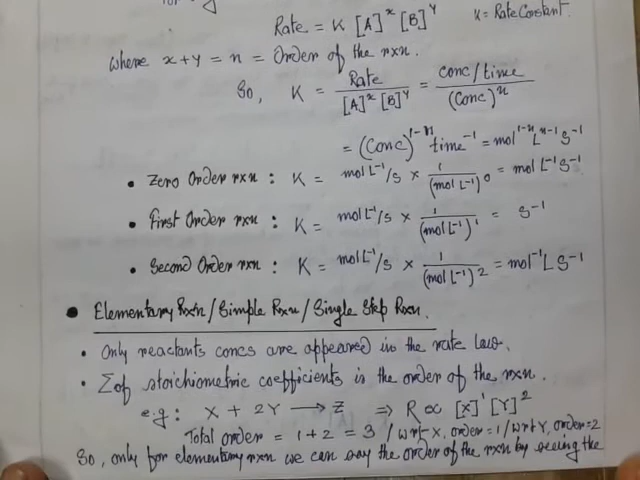 for
Rate = K [A]^x [B]^y K = Rate Constant.
where x+y = n = Order of the rxn.
So, K = Rate / [A]^x [B]^y = conc/time / (Conc)^n
= (Conc)^1-n time^-1 = mol^1-n L^n-1 S^-1
• Zero Order rxn : K = mol L^-1/s × 1/(mol L^-1)^0 = mol L^-1 S^-1
• First Order rxn : K = mol L^-1/s × 1/(mol L^-1)^1 = S^-1
• Second Order rxn : K = mol L^-1/s × 1/(mol L^-1)^2 = mol^-1 L S^-1
• Elementary Rxn / Simple Rxn / Single Step Rxn.
• Only reactants concs are appeared in the rate law.
• Σ of stoichiometric coefficients is the order of the rxn.
e.g: X + 2Y → Z ⇒ R ∝ [X]^1 [Y]^2
Total order = 1+2 = 3 / wrt X, order = 1 / wrt Y, order = 2
So, only for elementary rxn we can say the order of the rxn by seeing the